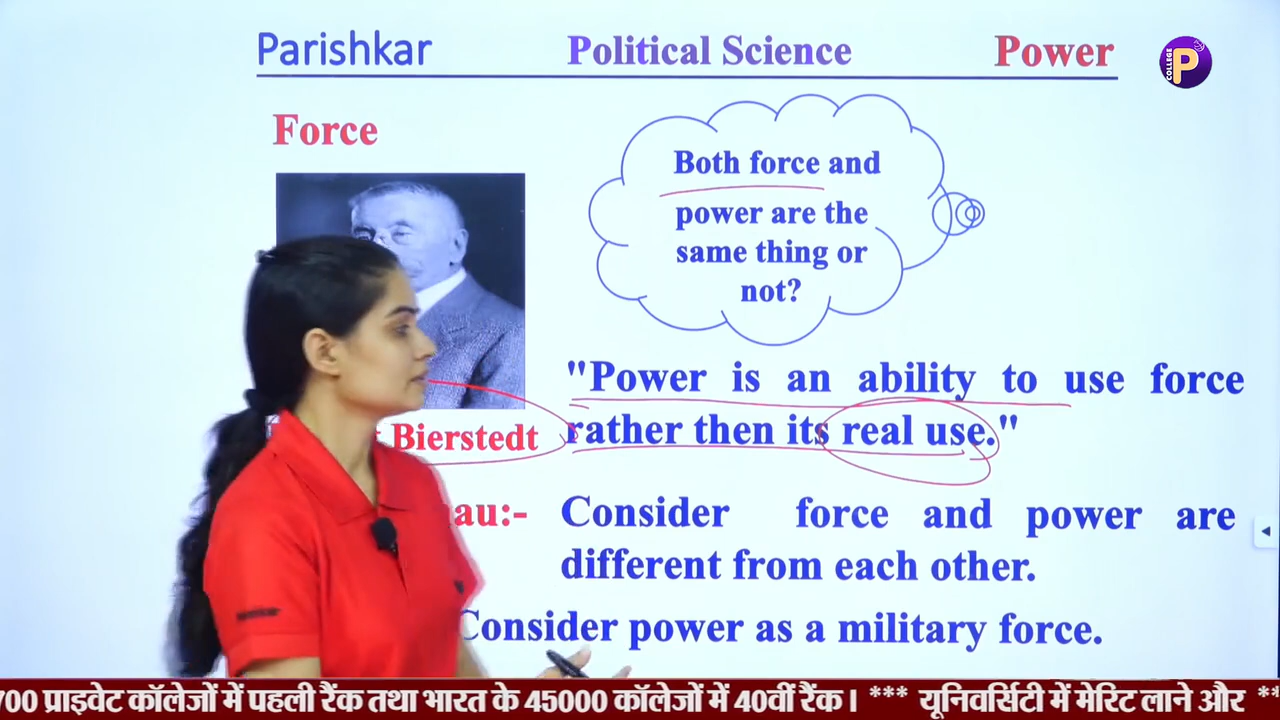 Parishkar Political Science Power
COLLEGE P
Force
Both force and
power are the
same thing or
not?
"Power is an ability to use force
rather then its real use."
Bierstedt
au:- Consider force and power are
different from each other.
Consider power as a military force.
700 प्राइवेट कॉलेजों में पहली रैंक तथा भारत के 45000 कॉलेजों में 40वीं रैंक । *** यूनिवर्सिटी में मेरिट लाने और **